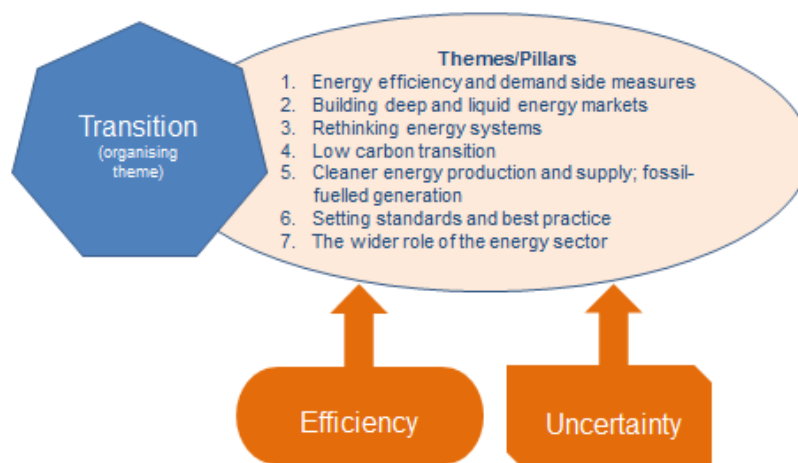 Transition
(organising
theme)
Themes/Pillars
1. Energy efficiency and demand side measures
2. Building deep and liquid energy markets
3. Rethinking energy systems
4. Low carbon transition
5. Cleaner energy production and supply; fossil-
fuelled generation
6. Setting standards and best practice
7. The wider role of the energy sector
Efficiency
Uncertainty